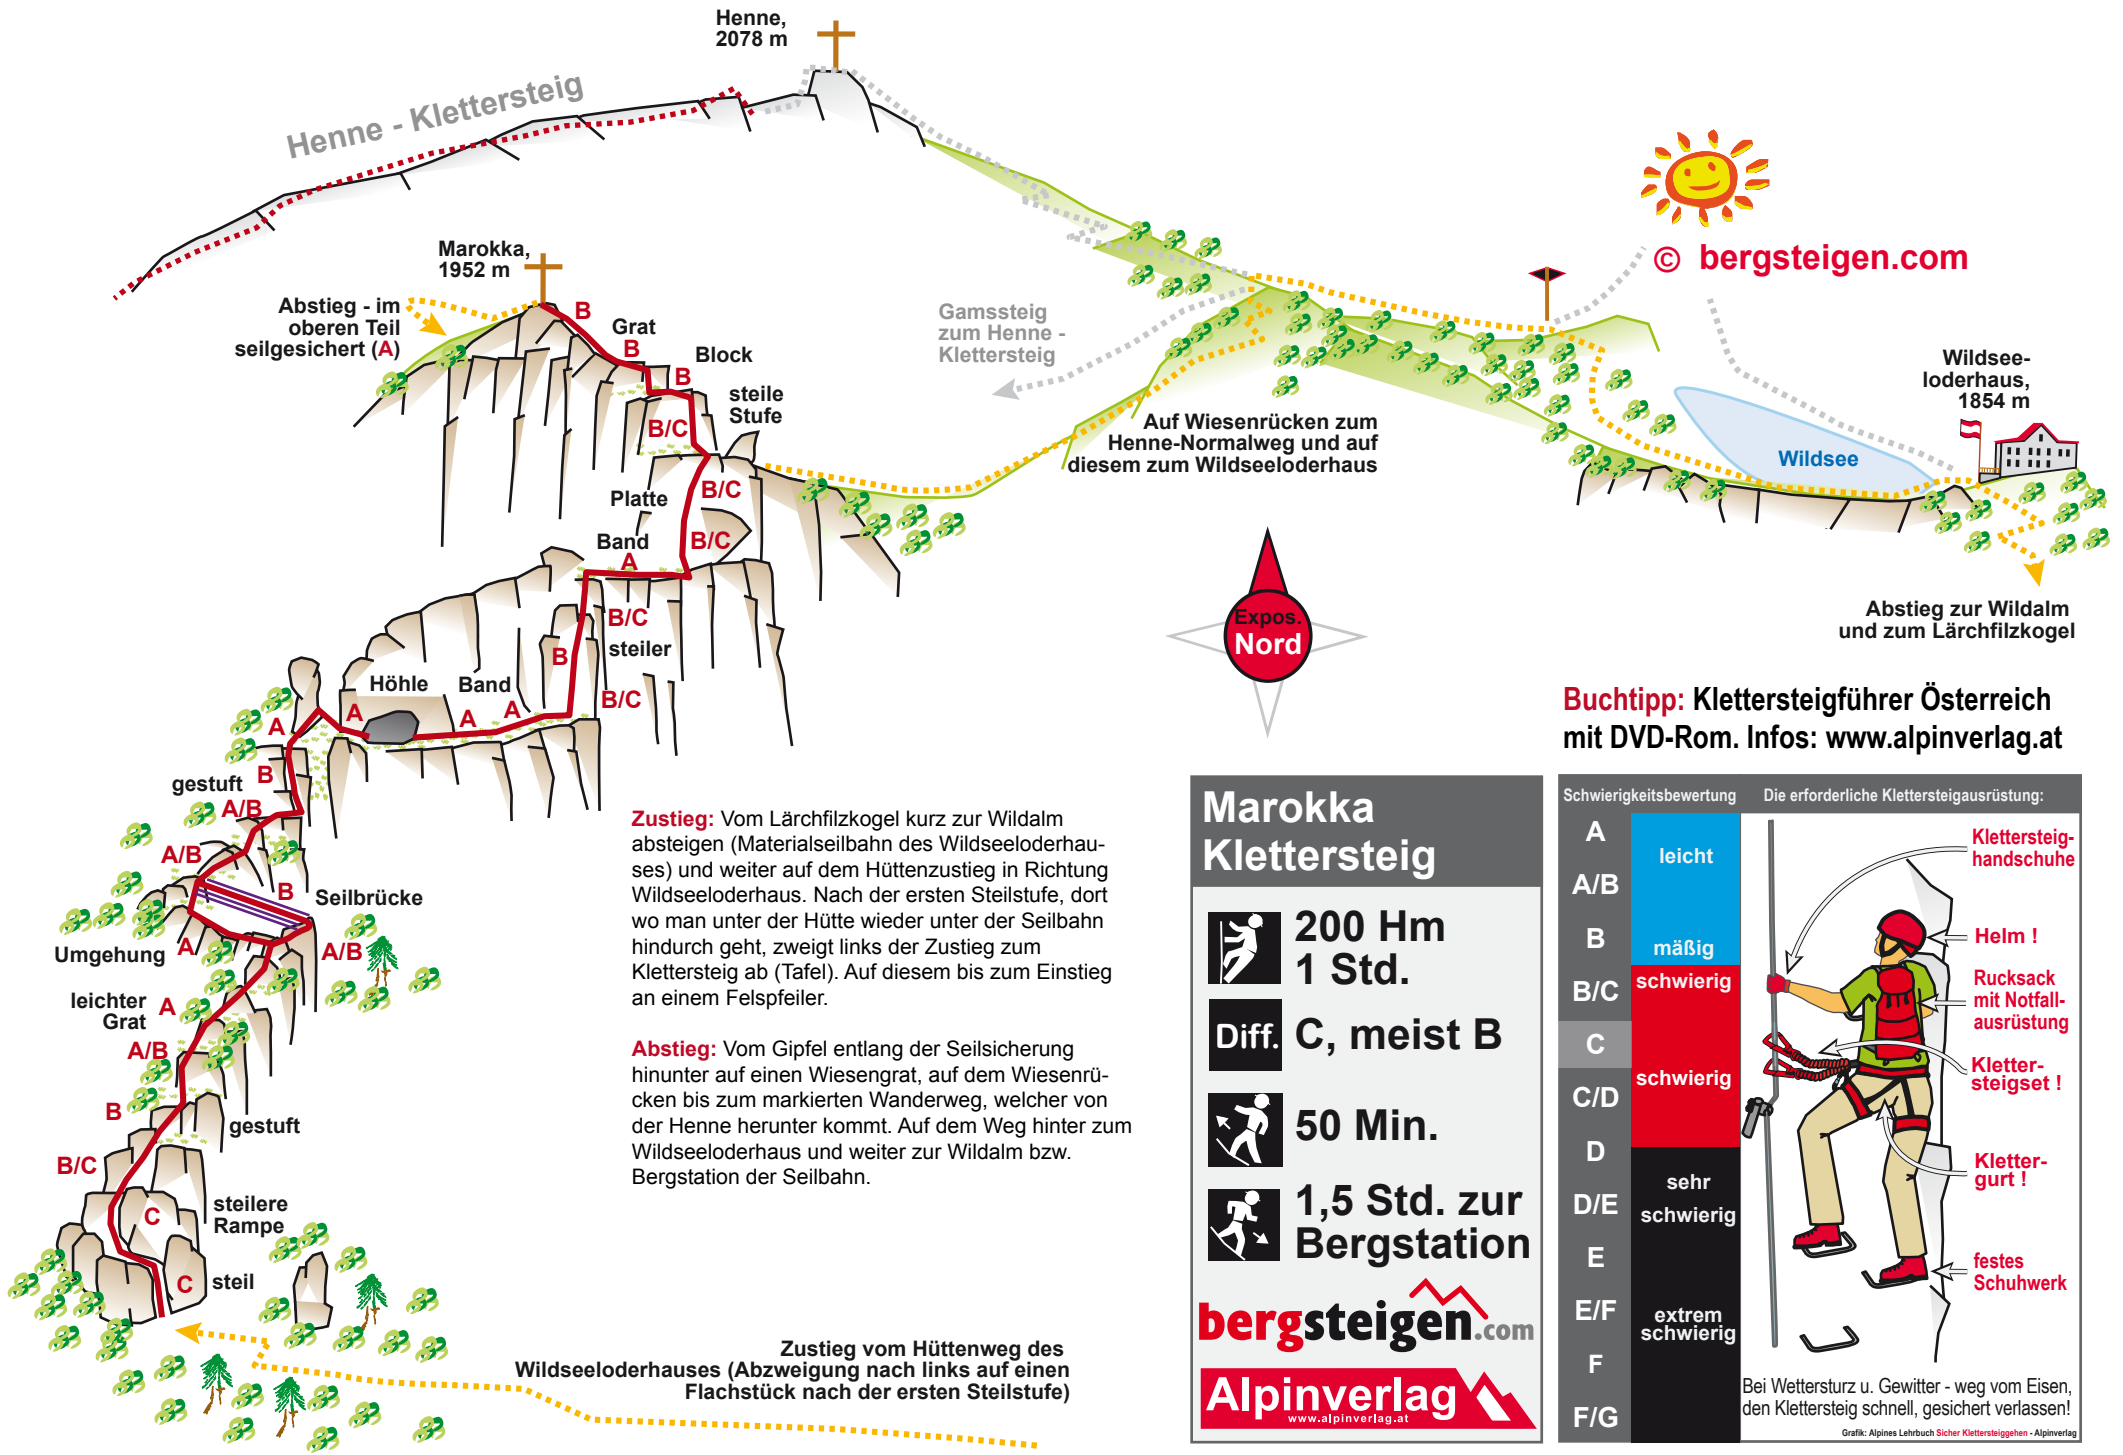 Henne,
2078 m
Henne - Klettersteig
Marokka,
1952 m
Abstieg - im
oberen Teil
seilgesichert (A)
B
Grat
B
Block
B
steile
Stufe
B/C
Platte
B/C
Band
A
B/C
B/C
steiler
B
B/C
Höhle
Band
A
A
A
A
gestuft
B
A/B
A/B
B
Seilbrücke
Umgehung
A
A/B
leichter
Grat
A
A/B
B
gestuft
B/C
steilere
Rampe
C
C
steil
Gamssteig
zum Henne -
Klettersteig
Auf Wiesenrücken zum
Henne-Normalweg und auf
diesem zum Wildseeloderhaus
© bergsteigen.com
Wildsee-
loderhaus,
1854 m
Wildsee
Abstieg zur Wildalm
und zum Lärchfilzkogel
Expos.
Nord
Buchtipp: Klettersteigführer Österreich
mit DVD-Rom. Infos: www.alpinverlag.at
Zustieg: Vom Lärchfilzkogel kurz zur Wildalm
absteigen (Materialseilbahn des Wildseeloderhau-
ses) und weiter auf dem Hüttenzustieg in Richtung
Wildseeloderhaus. Nach der ersten Steilstufe, dort
wo man unter der Hütte wieder unter der Seilbahn
hindurch geht, zweigt links der Zustieg zum
Klettersteig ab (Tafel). Auf diesem bis zum Einstieg
an einem Felspfeiler.
Abstieg: Vom Gipfel entlang der Seilsicherung
hinunter auf einen Wiesengrat, auf dem Wiesenrü-
cken bis zum markierten Wanderweg, welcher von
der Henne herunter kommt. Auf dem Weg hinter zum
Wildseeloderhaus und weiter zur Wildalm bzw.
Bergstation der Seilbahn.
Zustieg vom Hüttenweg des
Wildseeloderhauses (Abzweigung nach links auf einen
Flachstück nach der ersten Steilstufe)
Marokka
Klettersteig
200 Hm
1 Std.
Diff. C, meist B
50 Min.
1,5 Std. zur
Bergstation
bergsteigen.com
Alpinverlag
www.alpinverlag.at
Schwierigkeitsbewertung
A
A/B
B
B/C
C
C/D
D
D/E
E
E/F
F
F/G
leicht
mäßig
schwierig
schwierig
sehr
schwierig
extrem
schwierig
Die erforderliche Klettersteigausrüstung:
Klettersteig-
handschuhe
Helm !
Rucksack
mit Notfall-
ausrüstung
Kletter-
steigset !
Kletter-
gurt !
festes
Schuhwerk
Bei Wettersturz u. Gewitter - weg vom Eisen,
den Klettersteig schnell, gesichert verlassen!
Grafik: Alpines Lehrbuch Sicher Klettersteiggehen - Alpinverlag